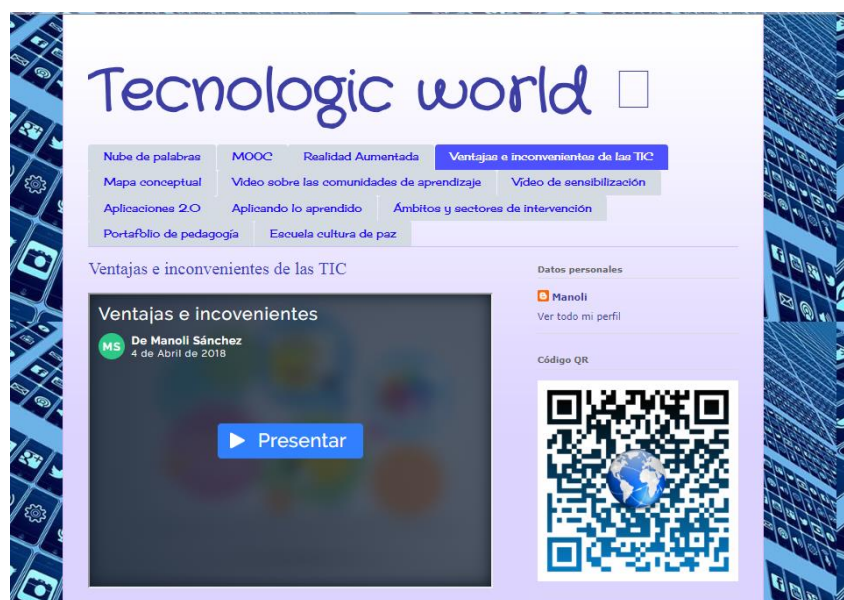 Tecnologic world
Nube de palabras
MOOC
Realidad Aumentada
Ventajas e inconvenientes de las TIC
Mapa conceptual
Video sobre las comunidades de aprendizaje
Vídeo de sensibilización
Aplicaciones 2.0
Aplicando lo aprendido
Ámbitos y sectores de intervención
Portafolio de pedagogía
Escuela cultura de paz
Ventajas e inconvenientes de las TIC
Ventajas e incovenientes
MS
De Manoli Sánchez
4 de Abril de 2018
Presentar
Datos personales
Manoli
Ver todo mi perfil
Código QR